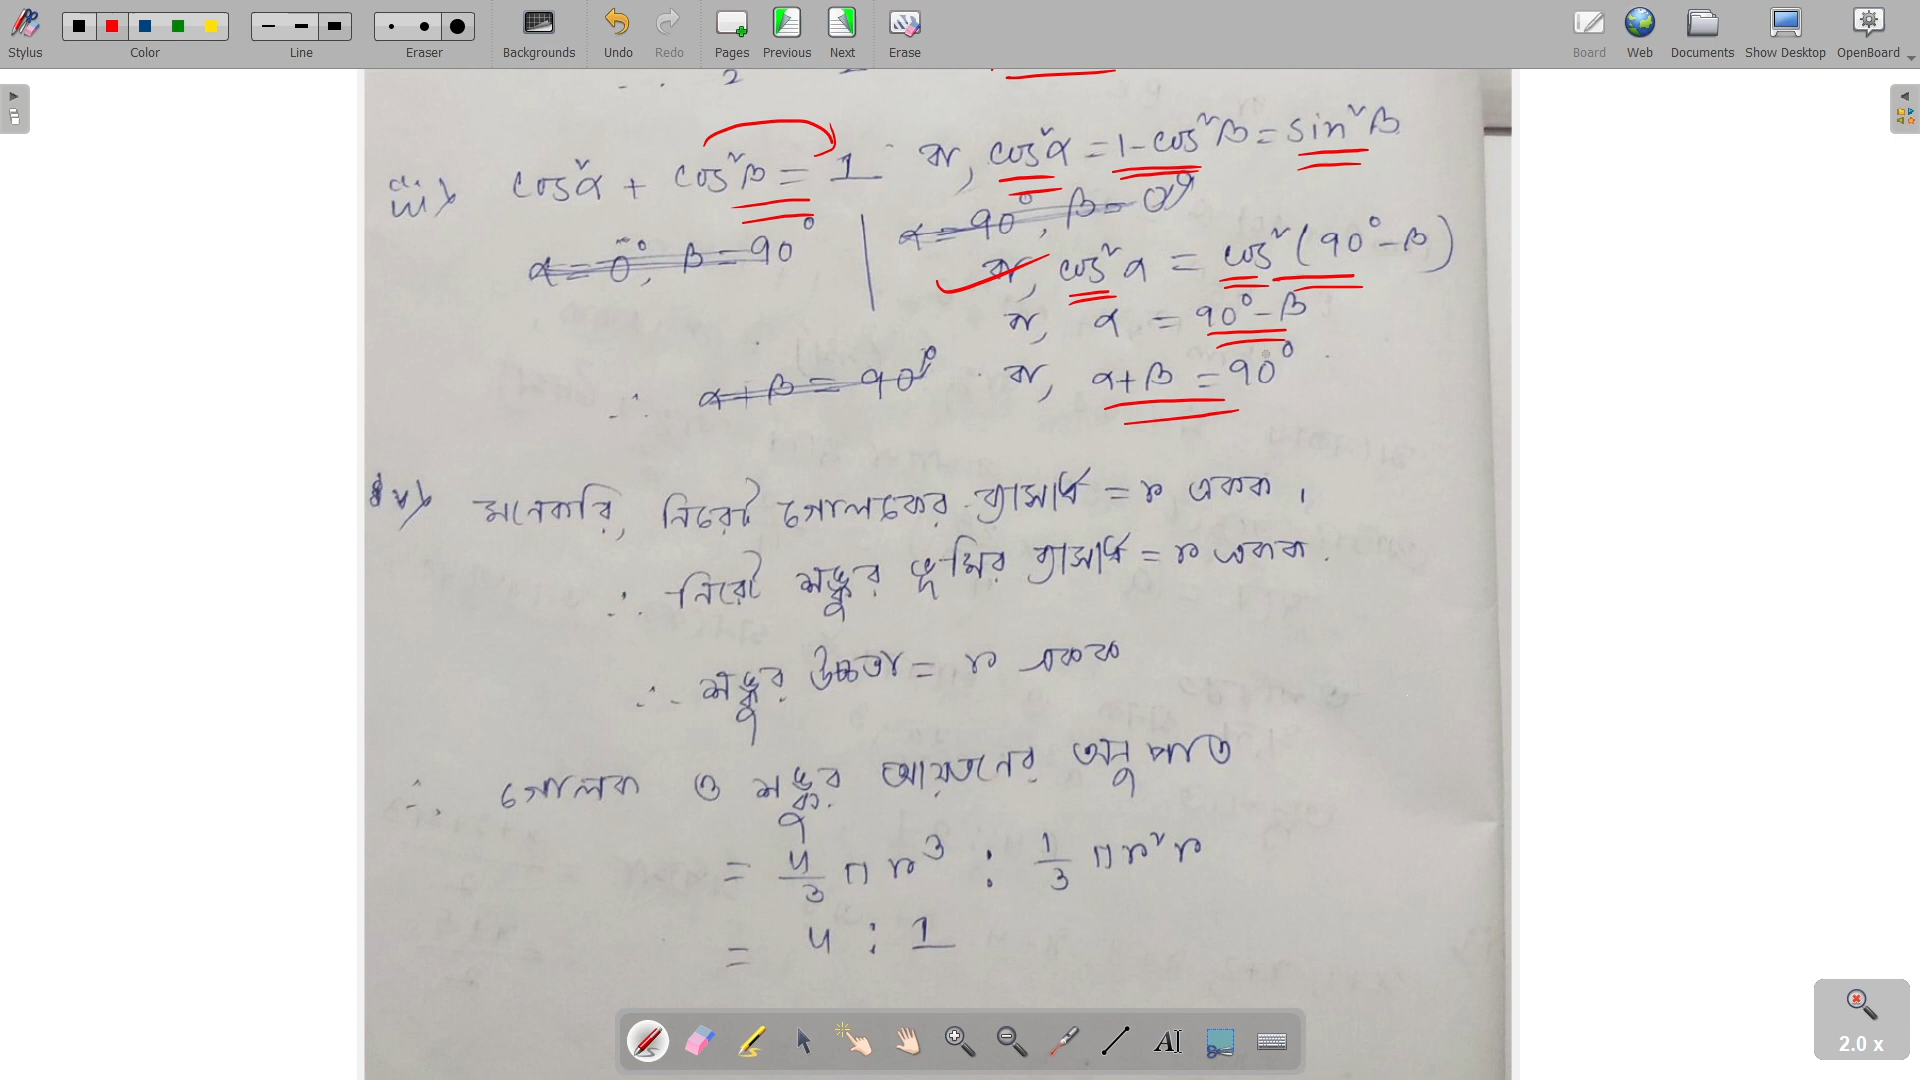 Stylus
Color
Line
Eraser
Backgrounds
Undo
Redo
Pages
Previous
Next
Erase
Board
Web
Documents
Show Desktop
OpenBoard
∴ 2
iii) cos²α + cos²β = 1 বা, cos²α = 1-cos²β = sin²β
α = 0°, β = 90°
α = 90°, β = 0°
বা, cos²α = cos²(90°-β)
বা, α = 90°-β
∴ α+β = 90° বা, α+β = 90°
iv) মনেকরি, নিরেট গোলকের ব্যাসার্ধ = r একক।
∴ নিরেট শঙ্কুর ভূমির ব্যাসার্ধ = r একক.
∴ শঙ্কুর উচ্চতা = r একক
∴ গোলক ও শঙ্কুর আয়তনের অনুপাত
= 4/3 π r³ : 1/3 π r² r
= 4 : 1
2.0 x